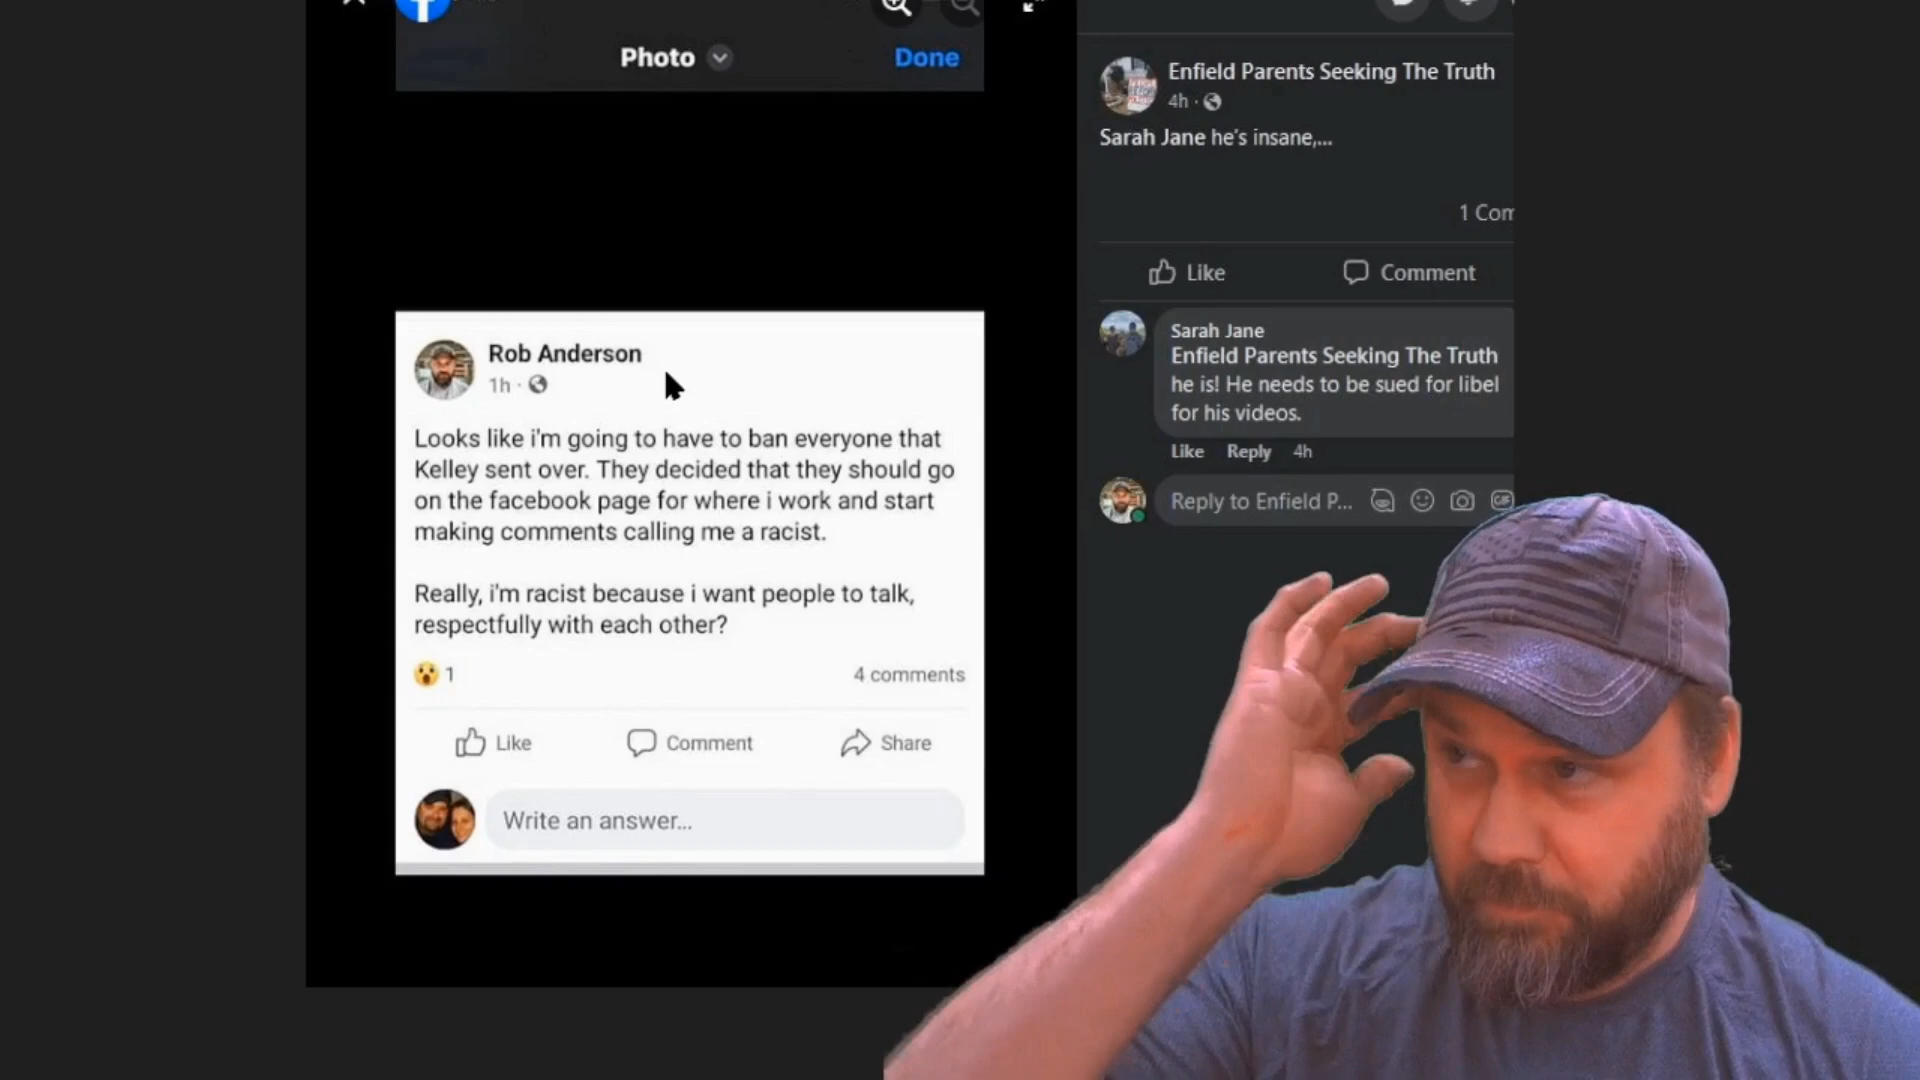 Photo
Done
Rob Anderson
1h ·
Looks like i'm going to have to ban everyone that
Kelley sent over. They decided that they should go
on the facebook page for where i work and start
making comments calling me a racist.
Really, i'm racist because i want people to talk,
respectfully with each other?
1
4 comments
Like
Comment
Share
Write an answer...
Enfield Parents Seeking The Truth
4h ·
Sarah Jane he's insane,...
1 Com
Like
Comment
Sarah Jane
Enfield Parents Seeking The Truth
he is! He needs to be sued for libel
for his videos.
Like Reply 4h
Reply to Enfield P...
GIF